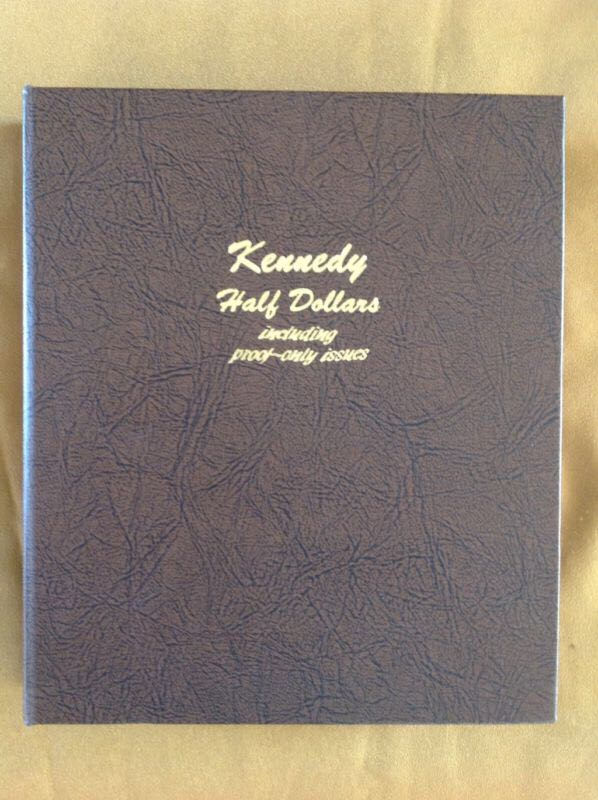 Kennedy
Half Dollars
including
proof-only issues